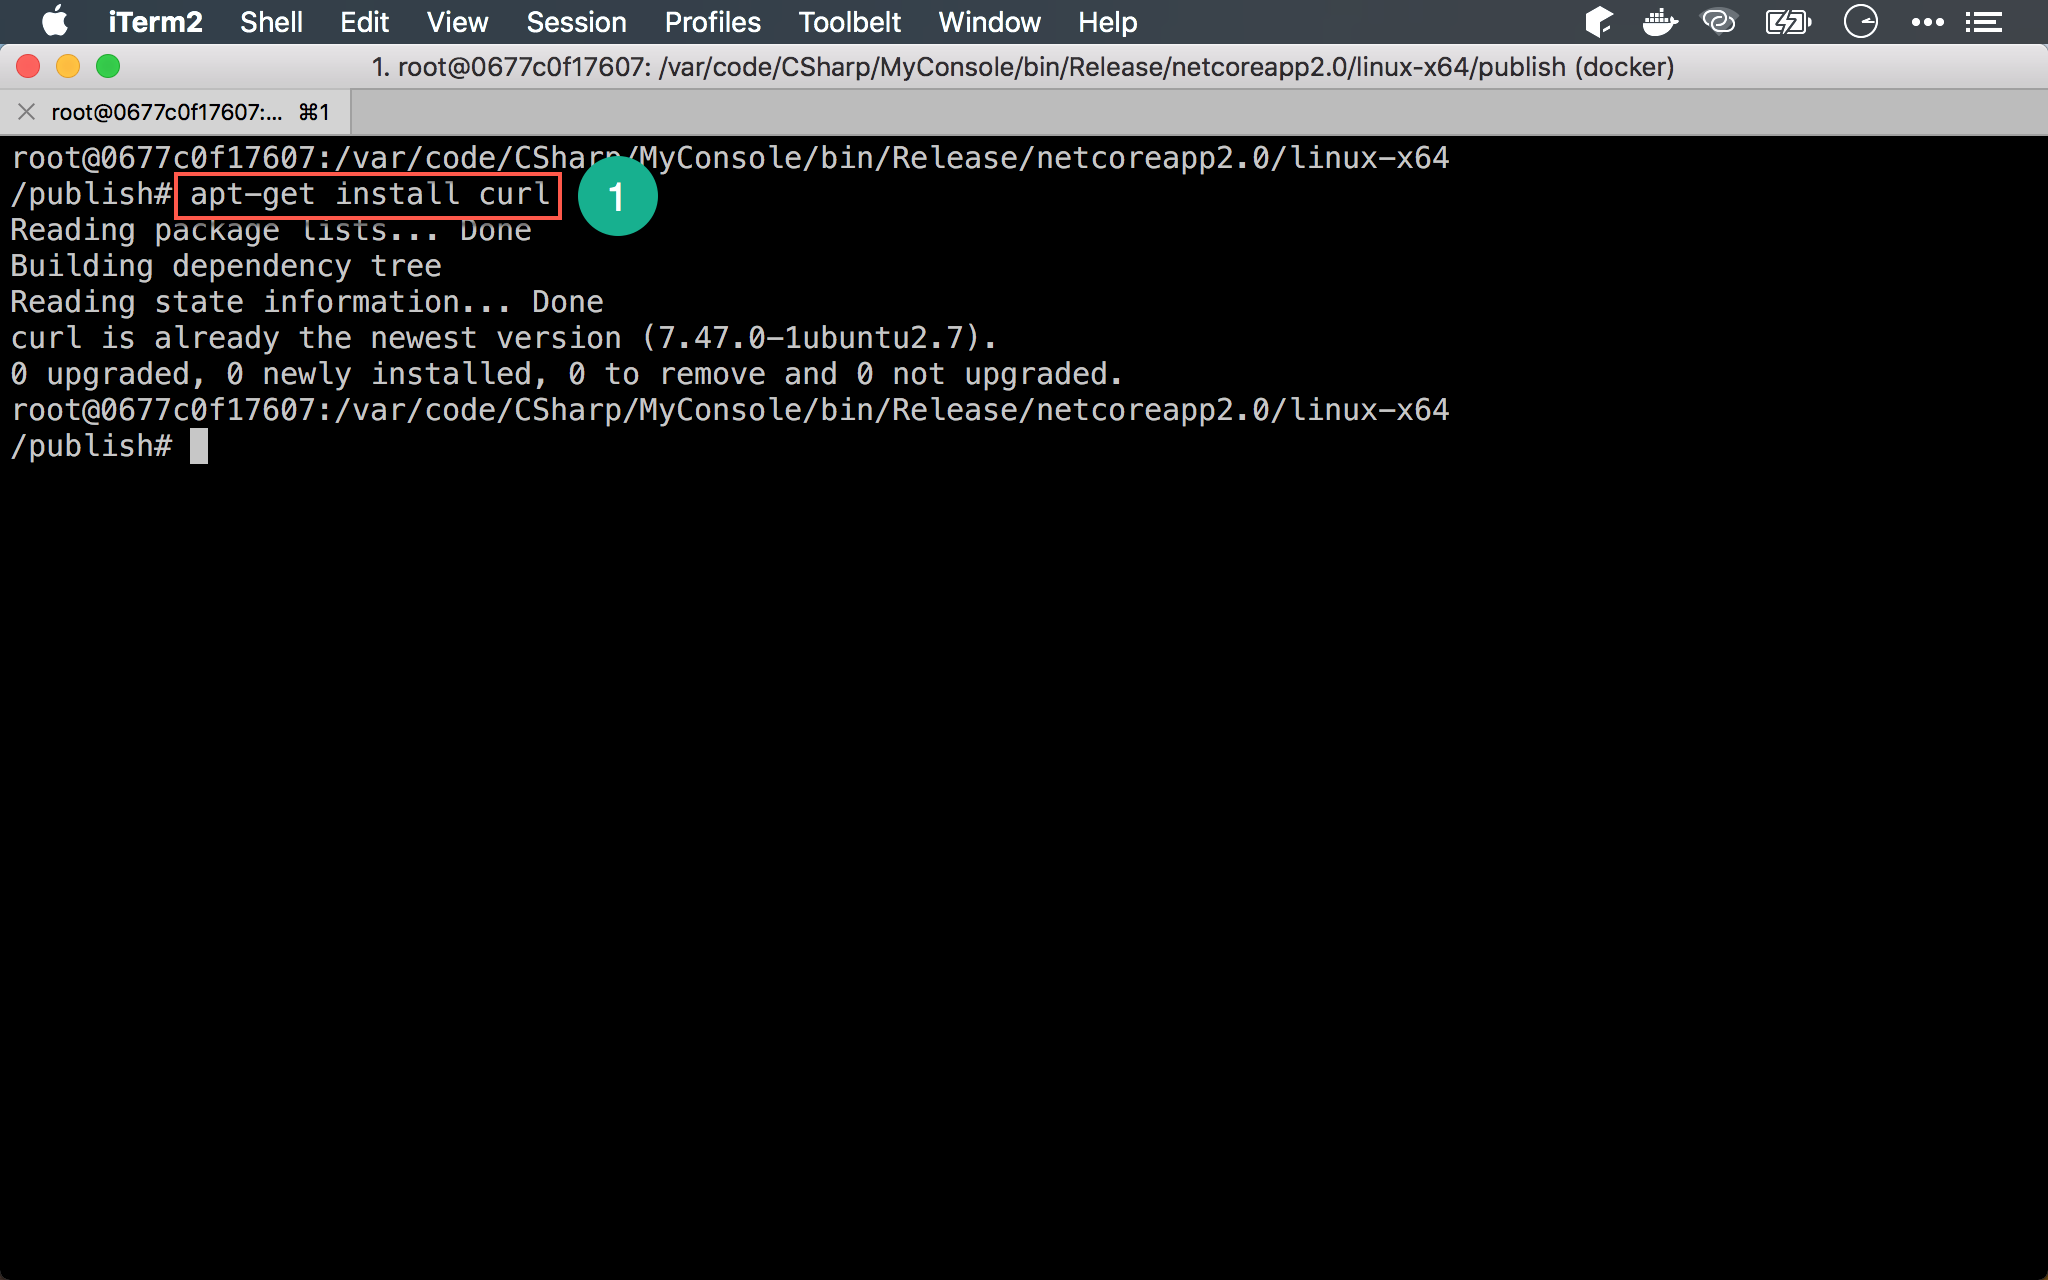 iTerm2 Shell Edit View Session Profiles Toolbelt Window Help
1. root@0677c0f17607: /var/code/CSharp/MyConsole/bin/Release/netcoreapp2.0/linux-x64/publish (docker)
root@0677c0f17607:... ⌘1
root@0677c0f17607:/var/code/CSharp/MyConsole/bin/Release/netcoreapp2.0/linux-x64
/publish# apt-get install curl 1
Reading package lists... Done
Building dependency tree
Reading state information... Done
curl is already the newest version (7.47.0-1ubuntu2.7).
0 upgraded, 0 newly installed, 0 to remove and 0 not upgraded.
root@0677c0f17607:/var/code/CSharp/MyConsole/bin/Release/netcoreapp2.0/linux-x64
/publish#